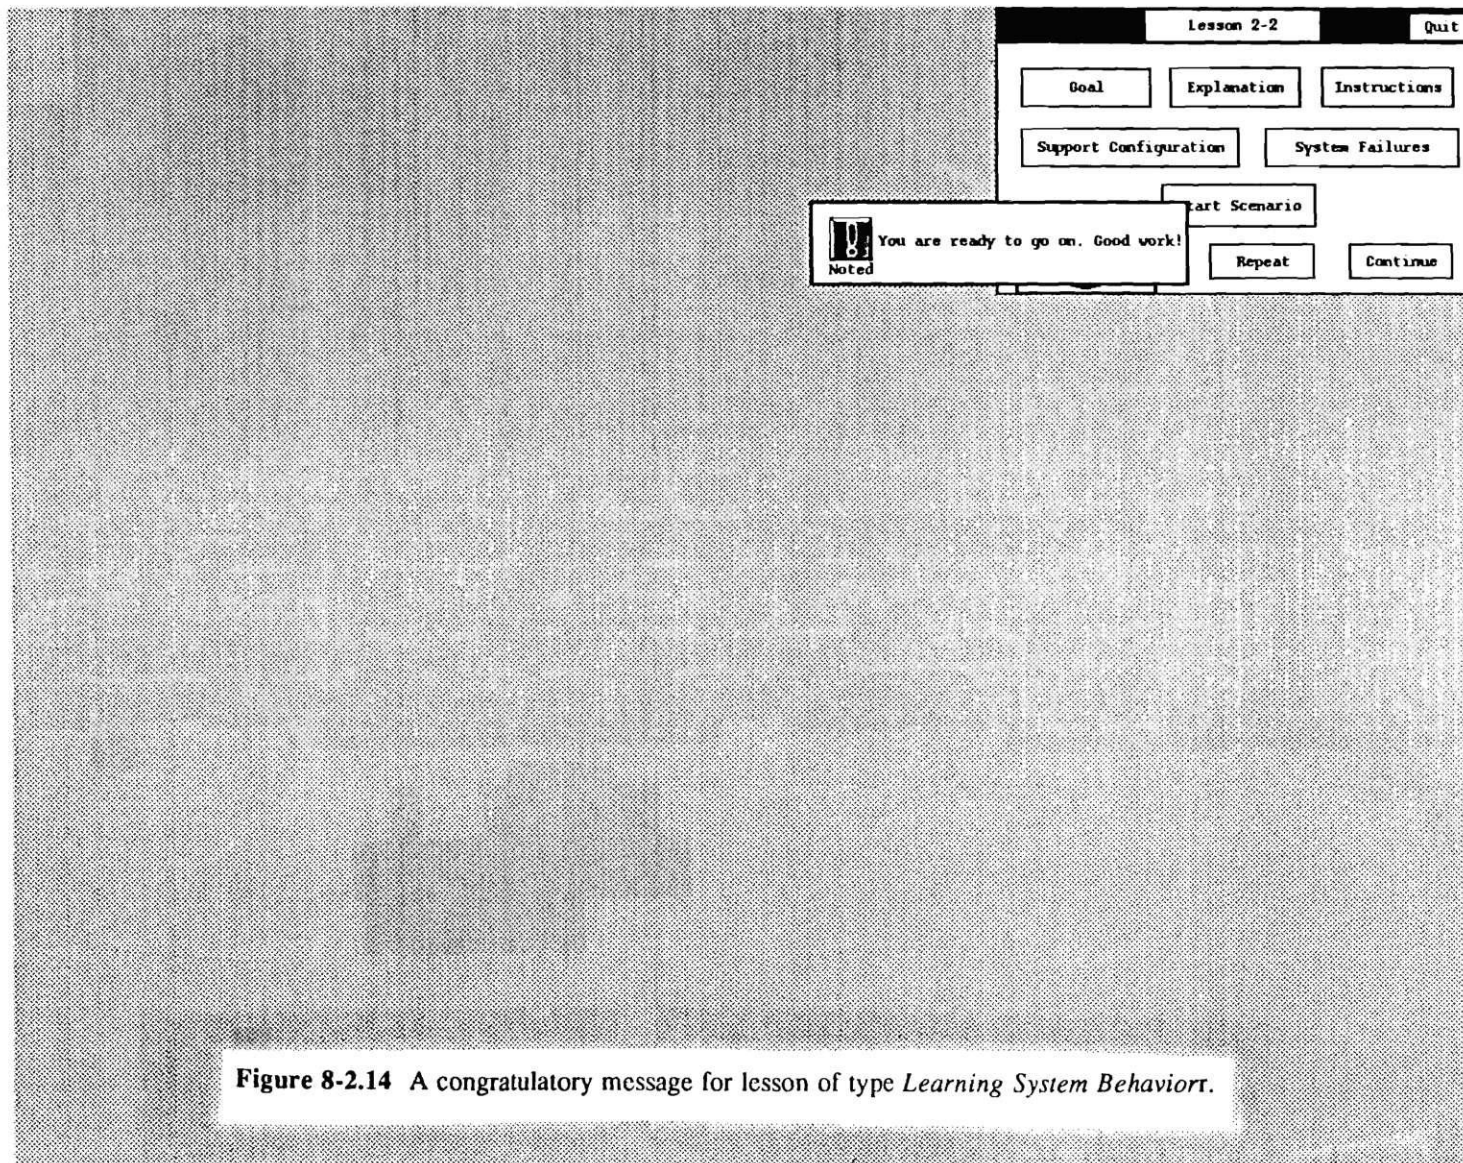 Lesson 2-2
Quit
Goal
Explanation
Instructions
Support Configuration
System Failures
tart Scenario
You are ready to go on. Good work!
Noted
Repeat
Continue
Figure 8-2.14 A congratulatory message for lesson of type Learning System Behaviorr.